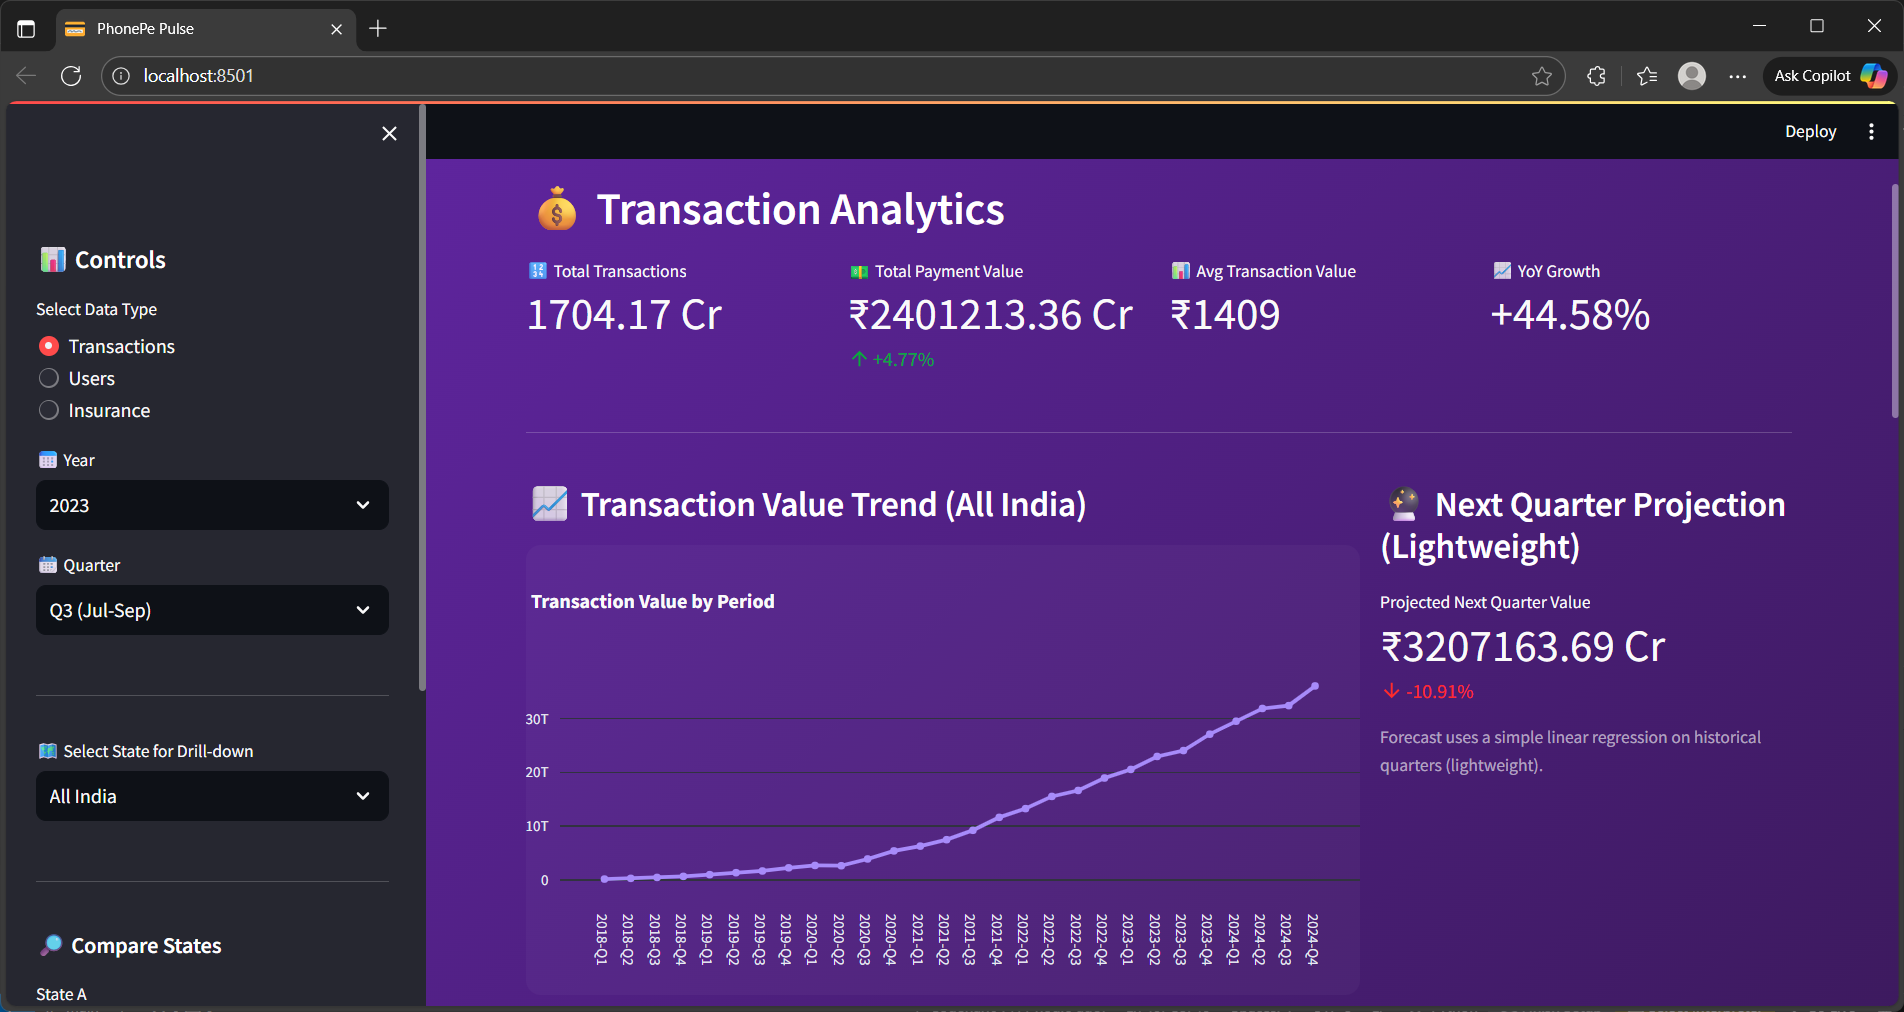 PhonePe Pulse
localhost:8501
Ask Copilot
Deploy
Controls
Select Data Type
Transactions
Users
Insurance
Year
2023
Quarter
Q3 (Jul-Sep)
Select State for Drill-down
All India
Compare States
State A
Transaction Analytics
Total Transactions
1704.17 Cr
Total Payment Value
₹2401213.36 Cr
+4.77%
Avg Transaction Value
₹1409
YoY Growth
+44.58%
Transaction Value Trend (All India)
Transaction Value by Period
30T
20T
10T
0
2018-Q1
2018-Q2
2018-Q3
2018-Q4
2019-Q1
2019-Q2
2019-Q3
2019-Q4
2020-Q1
2020-Q2
2020-Q3
2020-Q4
2021-Q1
2021-Q2
2021-Q3
2021-Q4
2022-Q1
2022-Q2
2022-Q3
2022-Q4
2023-Q1
2023-Q2
2023-Q3
2023-Q4
2024-Q1
2024-Q2
2024-Q3
2024-Q4
Next Quarter Projection
(Lightweight)
Projected Next Quarter Value
₹3207163.69 Cr
-10.91%
Forecast uses a simple linear regression on historical
quarters (lightweight).